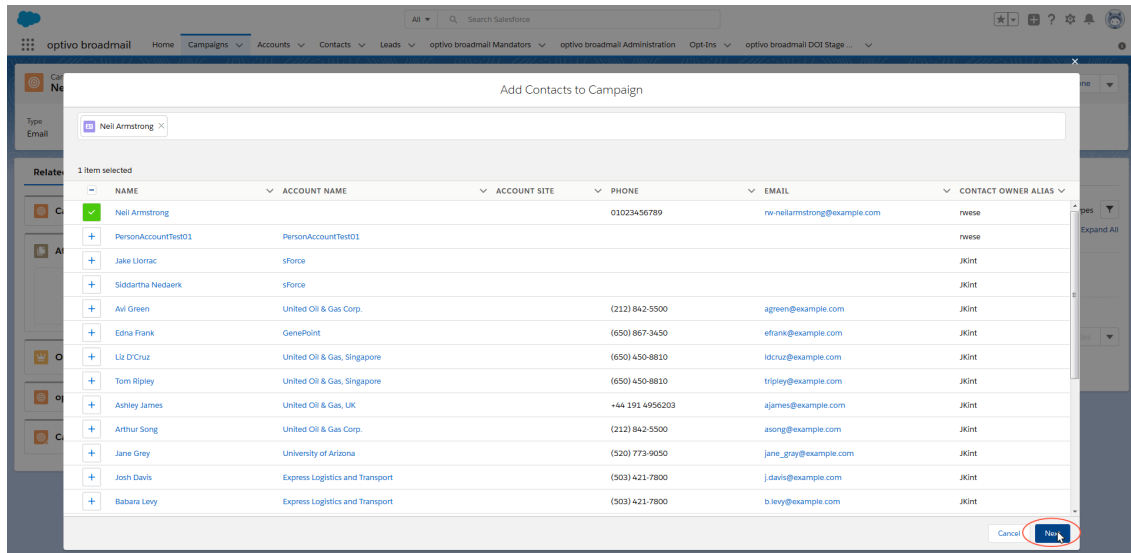 All Search Salesforce
optivo broadmail Home Campaigns Accounts Contacts Leads optivo broadmail Mandators optivo broadmail Administration Opt-Ins optivo broadmail DOI Stage ...
Add Contacts to Campaign
Type
Email
Neil Armstrong
1 item selected
NAME ACCOUNT NAME ACCOUNT SITE PHONE EMAIL CONTACT OWNER ALIAS
Neil Armstrong 01023456789 rw-neilarmstrong@example.com rwese
PersonAccountTest01 PersonAccountTest01 rwese
Jake Llorrac sForce JKint
Siddartha Nedaerk sForce JKint
Avi Green United Oil & Gas Corp. (212) 842-5500 agreen@example.com JKint
Edna Frank GenePoint (650) 867-3450 efrank@example.com JKint
Liz D'Cruz United Oil & Gas, Singapore (650) 450-8810 ldcruz@example.com JKint
Tom Ripley United Oil & Gas, Singapore (650) 450-8810 tripley@example.com JKint
Ashley James United Oil & Gas, UK +44 191 4956203 ajames@example.com JKint
Arthur Song United Oil & Gas Corp. (212) 842-5500 asong@example.com JKint
Jane Grey University of Arizona (520) 773-9050 jane_gray@example.com JKint
Josh Davis Express Logistics and Transport (503) 421-7800 j.davis@example.com JKint
Babara Levy Express Logistics and Transport (503) 421-7800 b.levy@example.com JKint
Expand All
Cancel Next